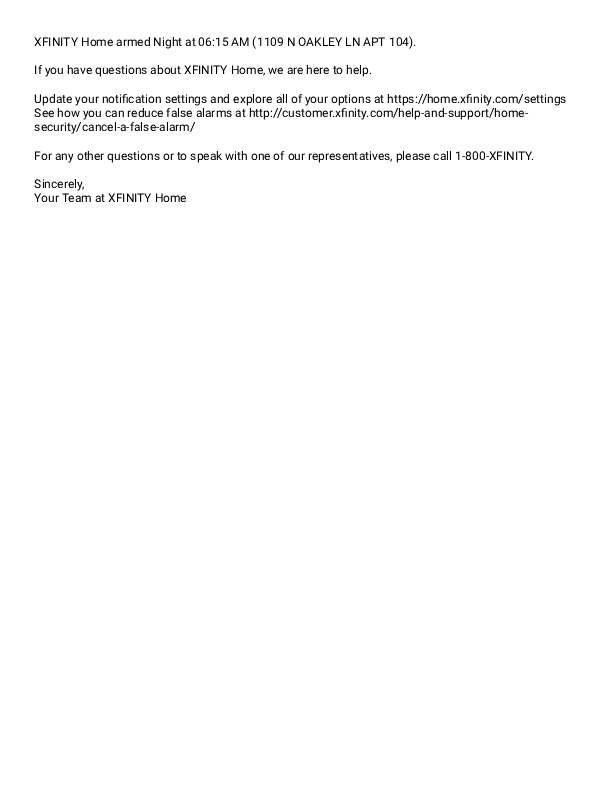 XFINITY Home armed Night at 06:15 AM (1109 N OAKLEY LN APT 104).
If you have questions about XFINITY Home, we are here to help.
Update your notification settings and explore all of your options at https://home.xfinity.com/settings
See how you can reduce false alarms at http://customer.xfinity.com/help-and-support/home-
security/cancel-a-false-alarm/
For any other questions or to speak with one of our representatives, please call 1-800-XFINITY.
Sincerely,
Your Team at XFINITY Home